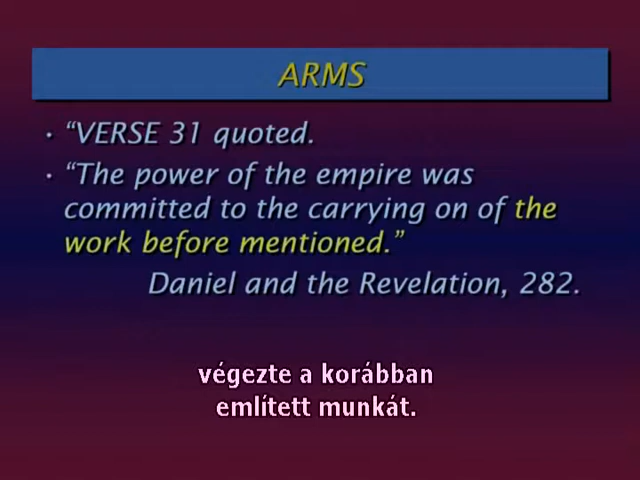 ARMS
• “VERSE 31 quoted.
• “The power of the empire was
committed to the carrying on of the
work before mentioned.”
Daniel and the Revelation, 282.
végezte a korábban
említett munkát.